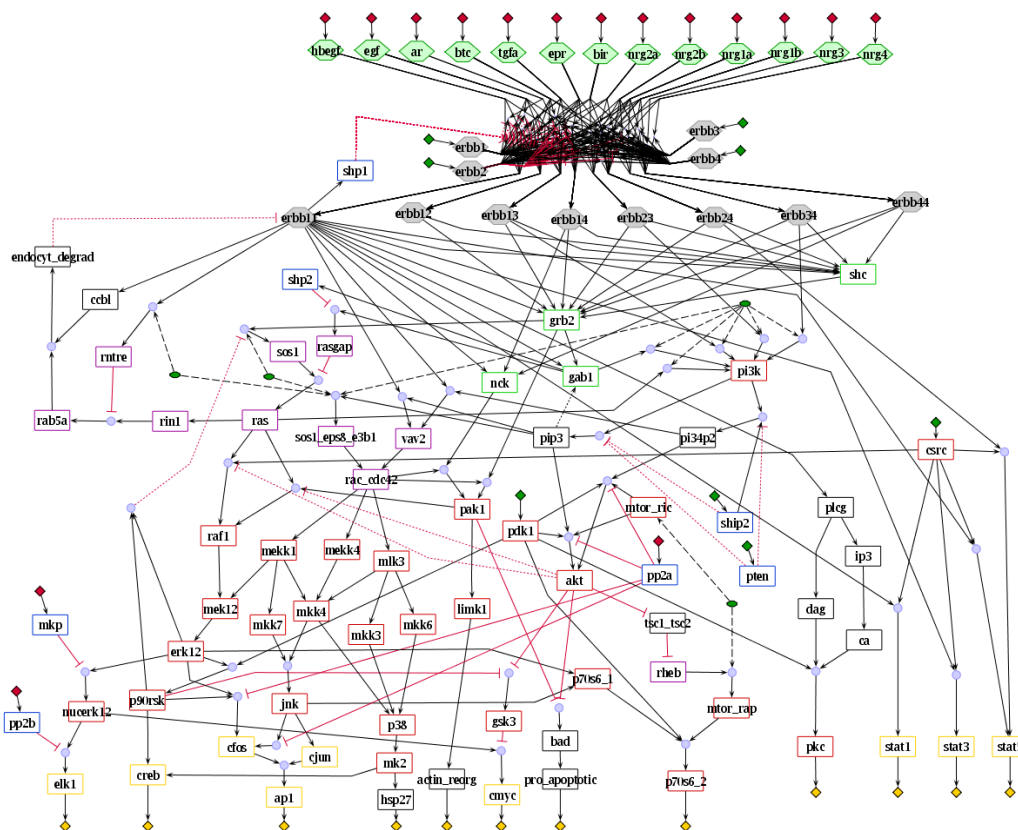 hbegf egf ar btc tgfa epr bir nrg2a nrg2b nrg1a nrg1b nrg3 nrg4
erbb3
erbb1
erbb4
erbb2
shp1
erbb44
erbb11 erbb12 erbb13 erbb14 erbb23 erbb24 erbb34
endocyt_degrad
shc
shp2
ccbl
grb2
sos1 rasgap
rntre
pi3k
nck gab1
rab5a rin1 ras
sos1_eps8_e3b1 vav2 pip3 pi34p2
csrc
rac_cdc42
pak1 mtor_ric plcg
raf1 pdk1 ship2
mekk1 mekk4
mlk3 ip3
akt pp2a pten
mek12 limk1 dag
mkp mkk7 mkk4 mkk3 mkk6 tsc1_tsc2
ca
erk12
rheb
p70s6_1
p90rsk jnk
nucerk12 mtor_rap
pp2b p38 gsk3
cfos bad pkc stat1 stat3 stat
cjun
mk2
elk1 creb actin_reorg pro_apoptotic p70s6_2
ap1 hsp27 cmyc